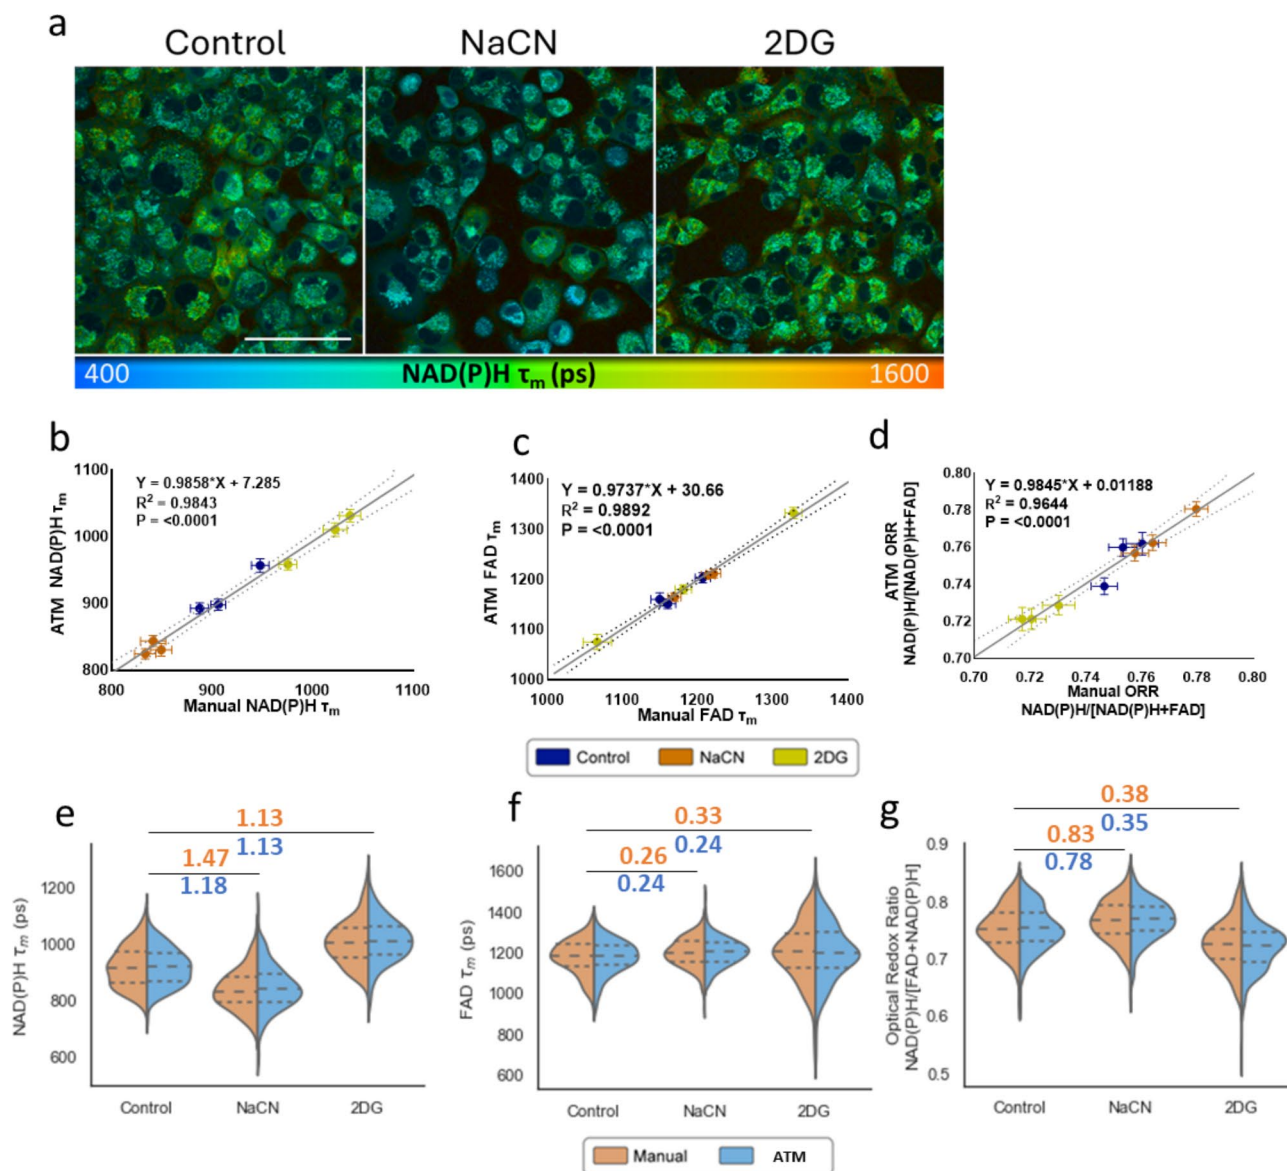 a
Control
NaCN
2DG
400
NAD(P)H τm (ps)
1600
b
1100
1000
900
800
800
900
1000
1100
ATM NAD(P)H τm
Y = 0.9858*X + 7.285
R² = 0.9843
P = <0.0001
Manual NAD(P)H τm
c
1400
1300
1200
1100
1000
1000
1100
1200
1300
1400
ATM FAD τm
Y = 0.9737*X + 30.66
R² = 0.9892
P = <0.0001
Manual FAD τm
d
0.80
0.78
0.76
0.74
0.72
0.70
0.70
0.72
0.74
0.76
0.78
0.80
ATM ORR
NAD(P)H/[NAD(P)H+FAD]
Y = 0.9845*X + 0.01188
R² = 0.9644
P = <0.0001
Manual ORR
NAD(P)H/[NAD(P)H+FAD]
Control
NaCN
2DG
e
1.13
1.13
1.47
1.18
1200
1000
800
600
NAD(P)H τm (ps)
Control
NaCN
2DG
f
0.33
0.24
0.26
0.24
1600
1400
1200
1000
800
600
FAD τm (ps)
Control
NaCN
2DG
g
0.38
0.35
0.83
0.78
0.9
0.8
0.7
0.6
0.5
Optical Redox Ratio
NAD(P)H/[FAD+NAD(P)H]
Control
NaCN
2DG
Manual
ATM